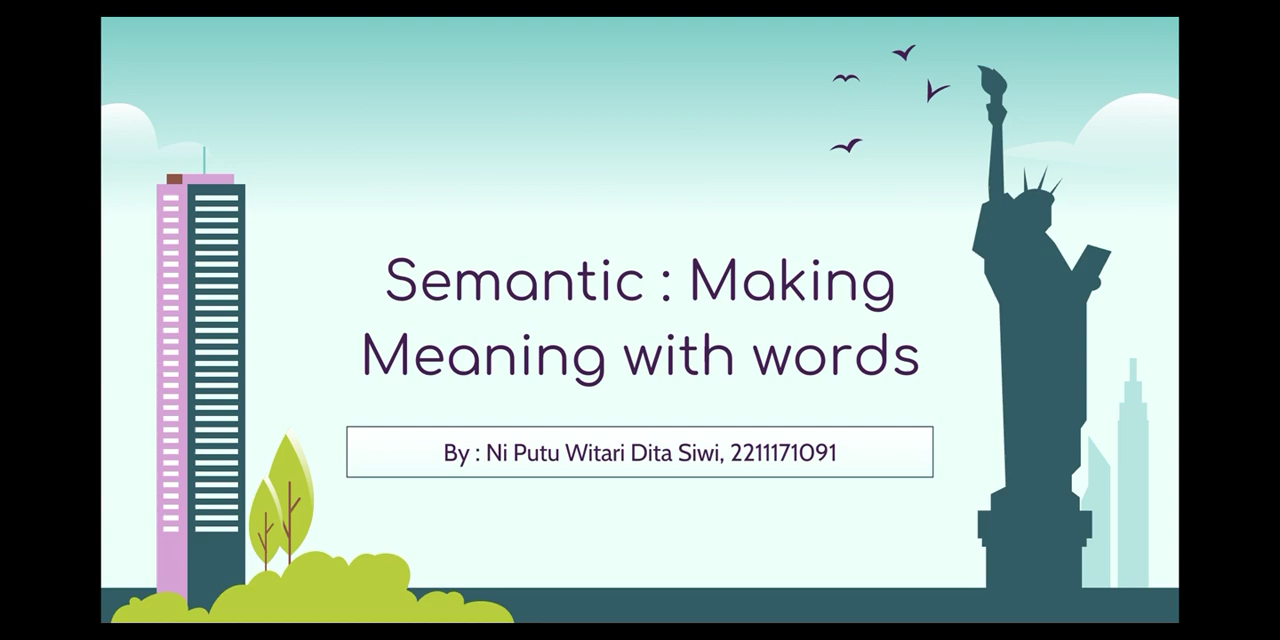 Semantic : Making
Meaning with words
By : Ni Putu Witari Dita Siwi, 2211171091